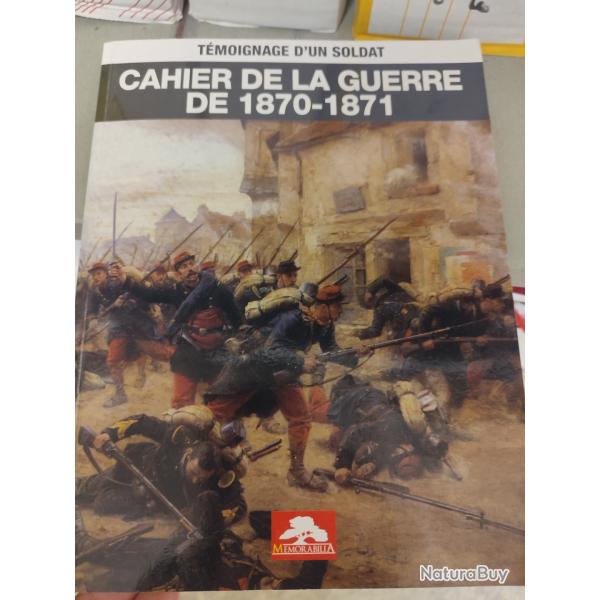 TÉMOIGNAGE D'UN SOLDAT
CAHIER DE LA GUERRE
DE 1870-1871
MEMORABILIA
NaturaBuy